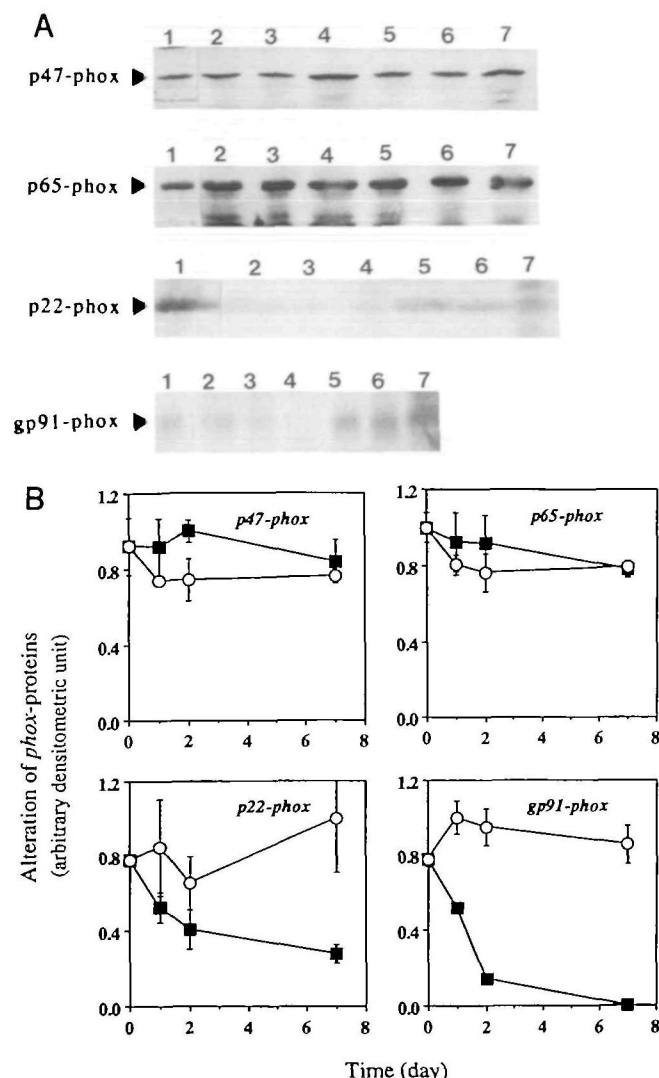 A
1 2 3 4 5 6 7
p47-phox
1 2 3 4 5 6 7
p65-phox
1 2 3 4 5 6 7
p22-phox
1 2 3 4 5 6 7
gp91-phox
B
Alteration of phox-proteins
(arbitrary densitometric unit)
1.2
0.8
0.4
0.0
p47-phox
0 2 4 6 8
1.2
0.8
0.4
0.0
p65-phox
0 2 4 6 8
1.2
0.8
0.4
0.0
p22-phox
0 2 4 6 8
1.2
0.8
0.4
0.0
gp91-phox
0 2 4 6 8
Time (day)